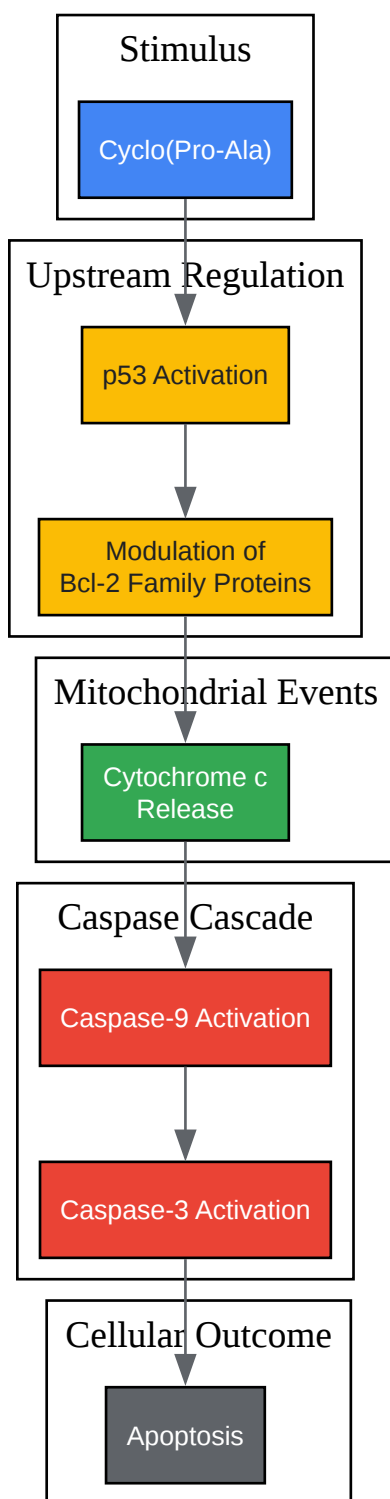 Stimulus
Cyclo(Pro-Ala)
Upstream Regulation
p53 Activation
Modulation of
Bcl-2 Family Proteins
Mitochondrial Events
Cytochrome c
Release
Caspase Cascade
Caspase-9 Activation
Caspase-3 Activation
Cellular Outcome
Apoptosis